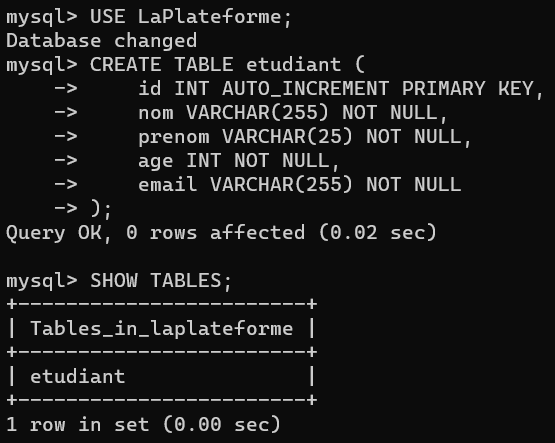 mysql> USE LaPlateforme;
Database changed
mysql> CREATE TABLE etudiant (
    ->     id INT AUTO_INCREMENT PRIMARY KEY,
    ->     nom VARCHAR(255) NOT NULL,
    ->     prenom VARCHAR(25) NOT NULL,
    ->     age INT NOT NULL,
    ->     email VARCHAR(255) NOT NULL
    -> );
Query OK, 0 rows affected (0.02 sec)

mysql> SHOW TABLES;
+------------------------+
| Tables_in_laplateforme |
+------------------------+
| etudiant               |
+------------------------+
1 row in set (0.00 sec)